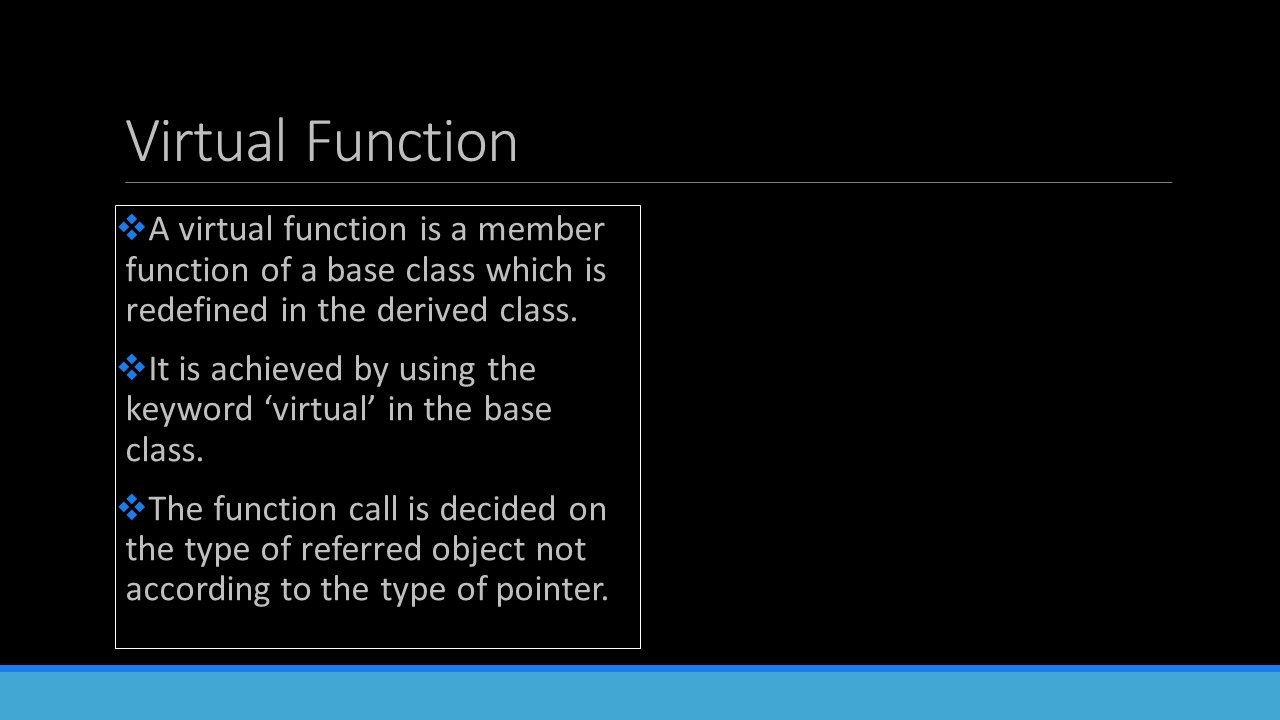 Virtual Function
❖A virtual function is a member
function of a base class which is
redefined in the derived class.
❖It is achieved by using the
keyword ‘virtual’ in the base
class.
❖The function call is decided on
the type of referred object not
according to the type of pointer.